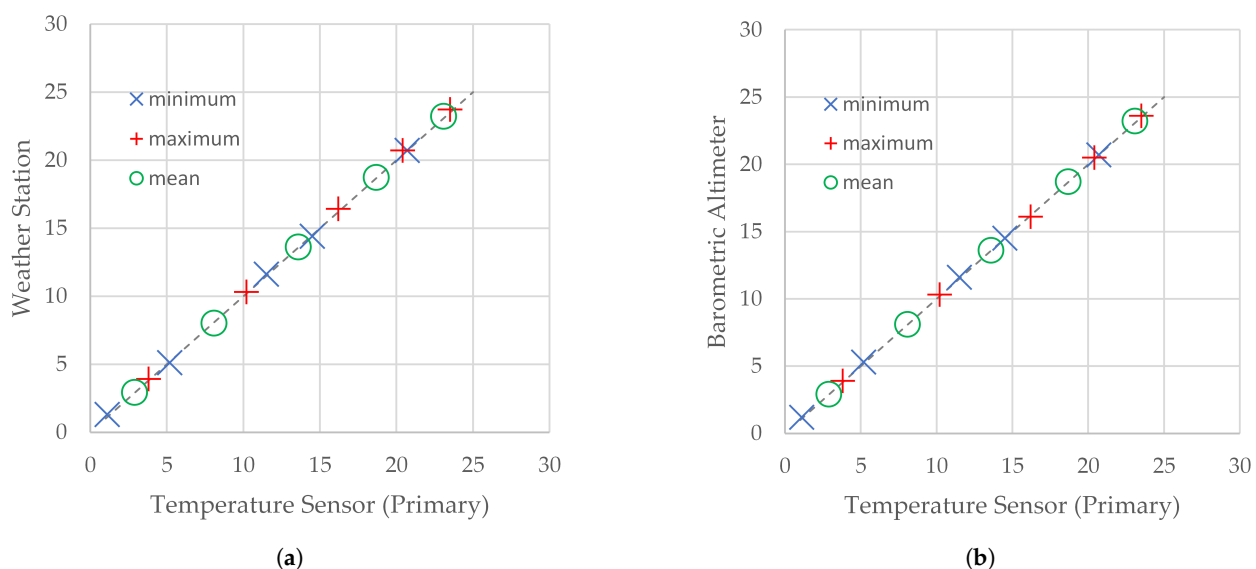 30
25
20
15
10
5
0
Weather Station
minimum
maximum
mean
0 5 10 15 20 25 30
Temperature Sensor (Primary)
(a)
30
25
20
15
10
5
0
Barometric Altimeter
minimum
maximum
mean
0 5 10 15 20 25 30
Temperature Sensor (Primary)
(b)